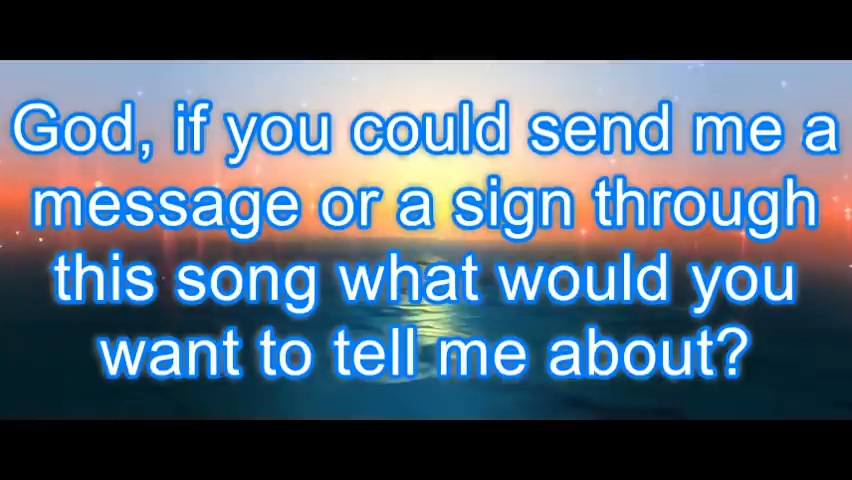 God, if you could send me a
message or a sign through
this song what would you
want to tell me about?